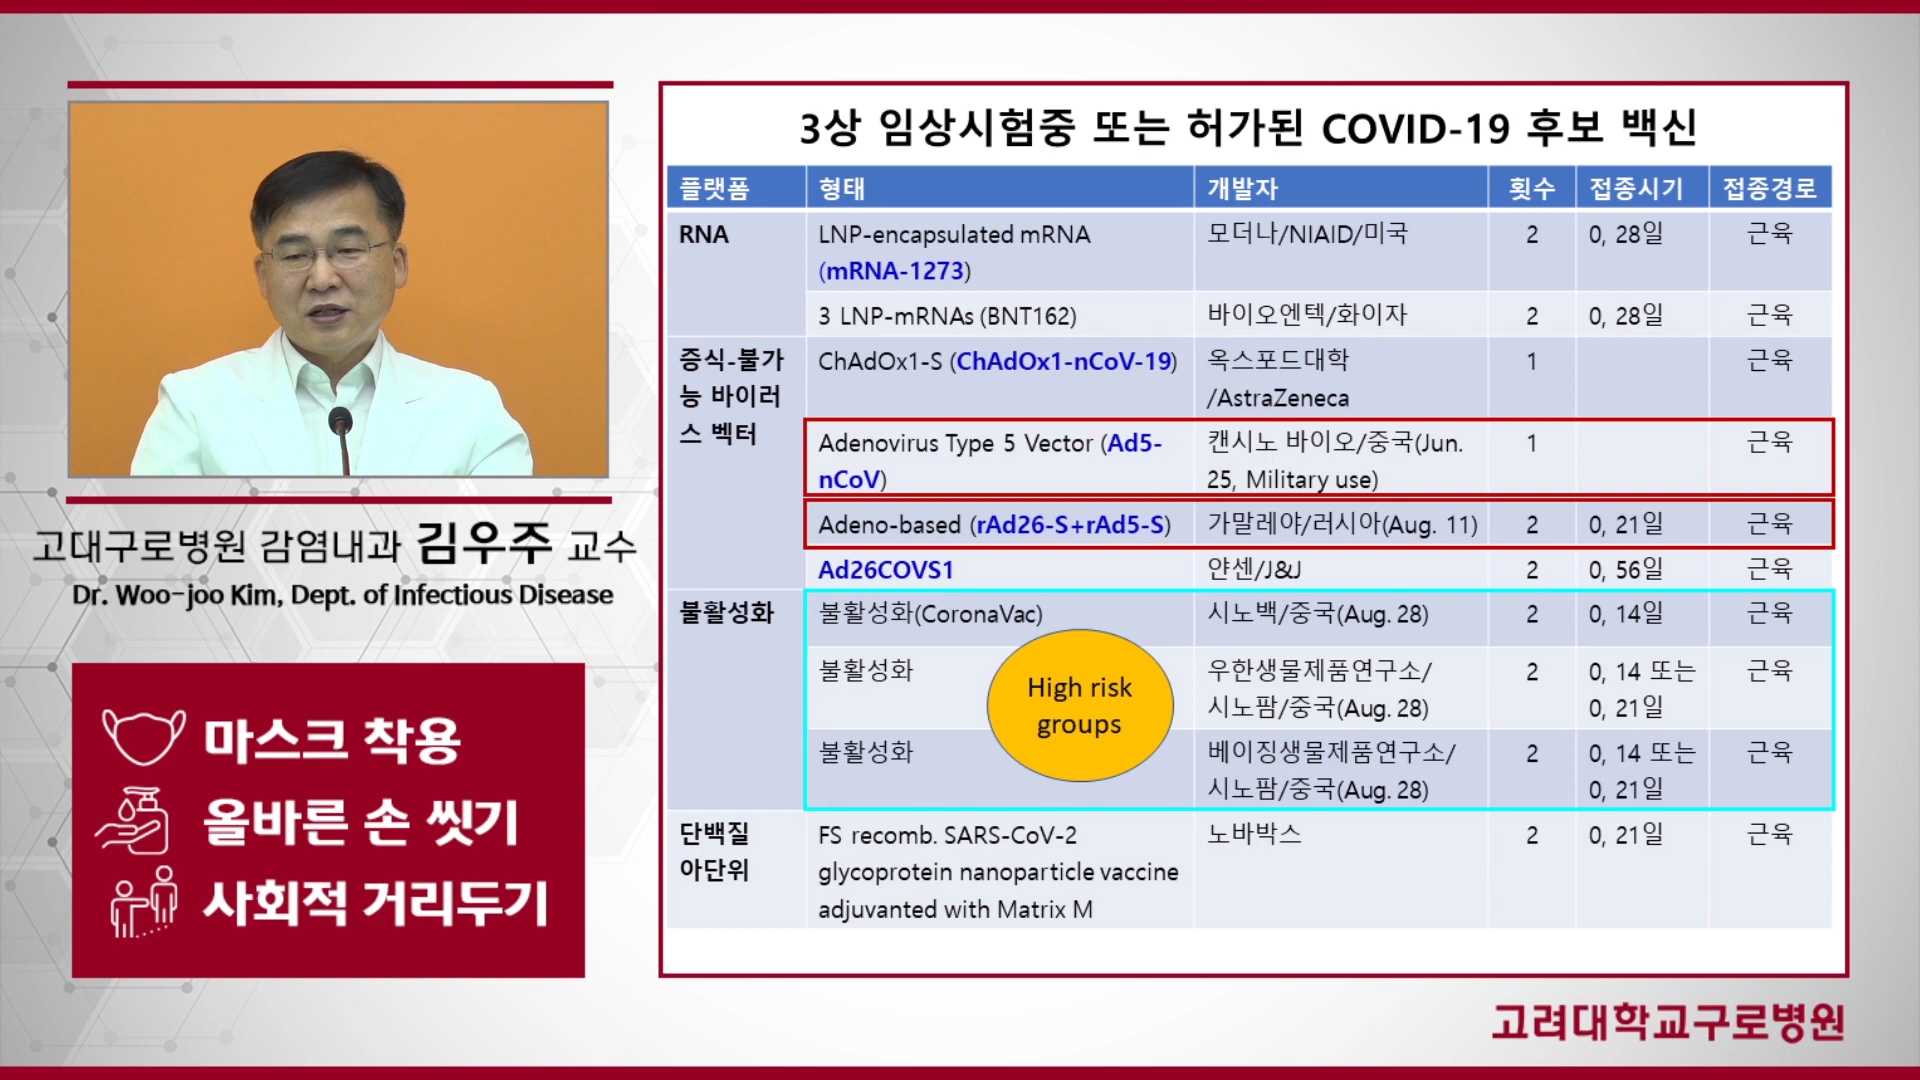 고대구로병원 감염내과 김우주 교수
Dr. Woo-joo Kim, Dept. of Infectious Disease
마스크 착용
올바른 손 씻기
사회적 거리두기
3상 임상시험중 또는 허가된 COVID-19 후보 백신
플랫폼 형태 개발자 횟수 접종시기 접종경로
RNA LNP-encapsulated mRNA 모더나/NIAID/미국 2 0, 28일 근육
(mRNA-1273)
3 LNP-mRNAs (BNT162) 바이오엔텍/화이자 2 0, 28일 근육
증식-불가 ChAdOx1-S (ChAdOx1-nCoV-19) 옥스포드대학 1 근육
능 바이러 /AstraZeneca
스 벡터 Adenovirus Type 5 Vector (Ad5- 캔시노 바이오/중국(Jun. 1 근육
nCoV) 25, Military use)
Adeno-based (rAd26-S+rAd5-S) 가말레야/러시아(Aug. 11) 2 0, 21일 근육
Ad26COVS1 얀센/J&J 2 0, 56일 근육
불활성화 불활성화(CoronaVac) 시노백/중국(Aug. 28) 2 0, 14일 근육
불활성화 우한생물제품연구소/ 2 0, 14 또는 근육
시노팜/중국(Aug. 28) 0, 21일
High risk
groups
불활성화 베이징생물제품연구소/ 2 0, 14 또는 근육
시노팜/중국(Aug. 28) 0, 21일
단백질 FS recomb. SARS-CoV-2 노바박스 2 0, 21일 근육
아단위 glycoprotein nanoparticle vaccine
adjuvanted with Matrix M
고려대학교구로병원